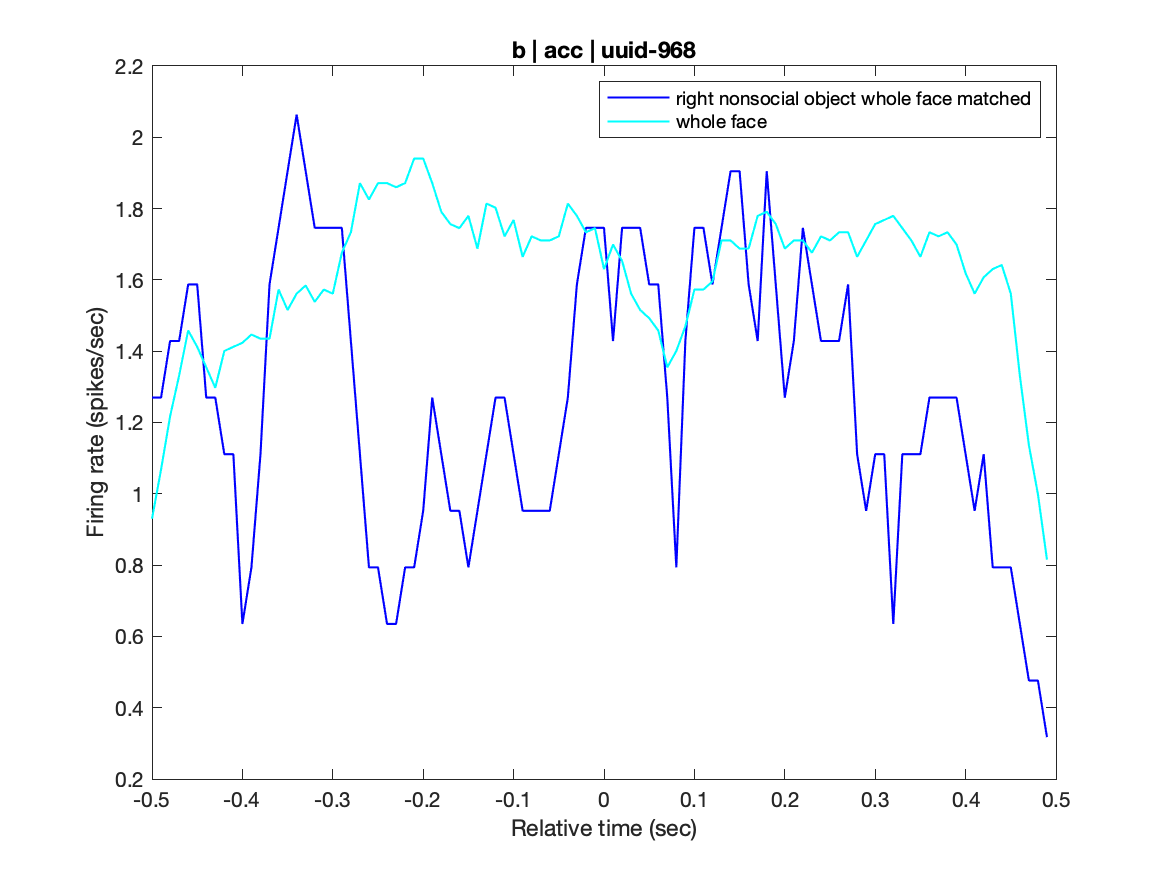 b | acc | uuid-968
right nonsocial object whole face matched
whole face
2.2
2
1.8
1.6
1.4
1.2
1
0.8
0.6
0.4
0.2
Firing rate (spikes/sec)
-0.5 -0.4 -0.3 -0.2 -0.1 0 0.1 0.2 0.3 0.4 0.5
Relative time (sec)